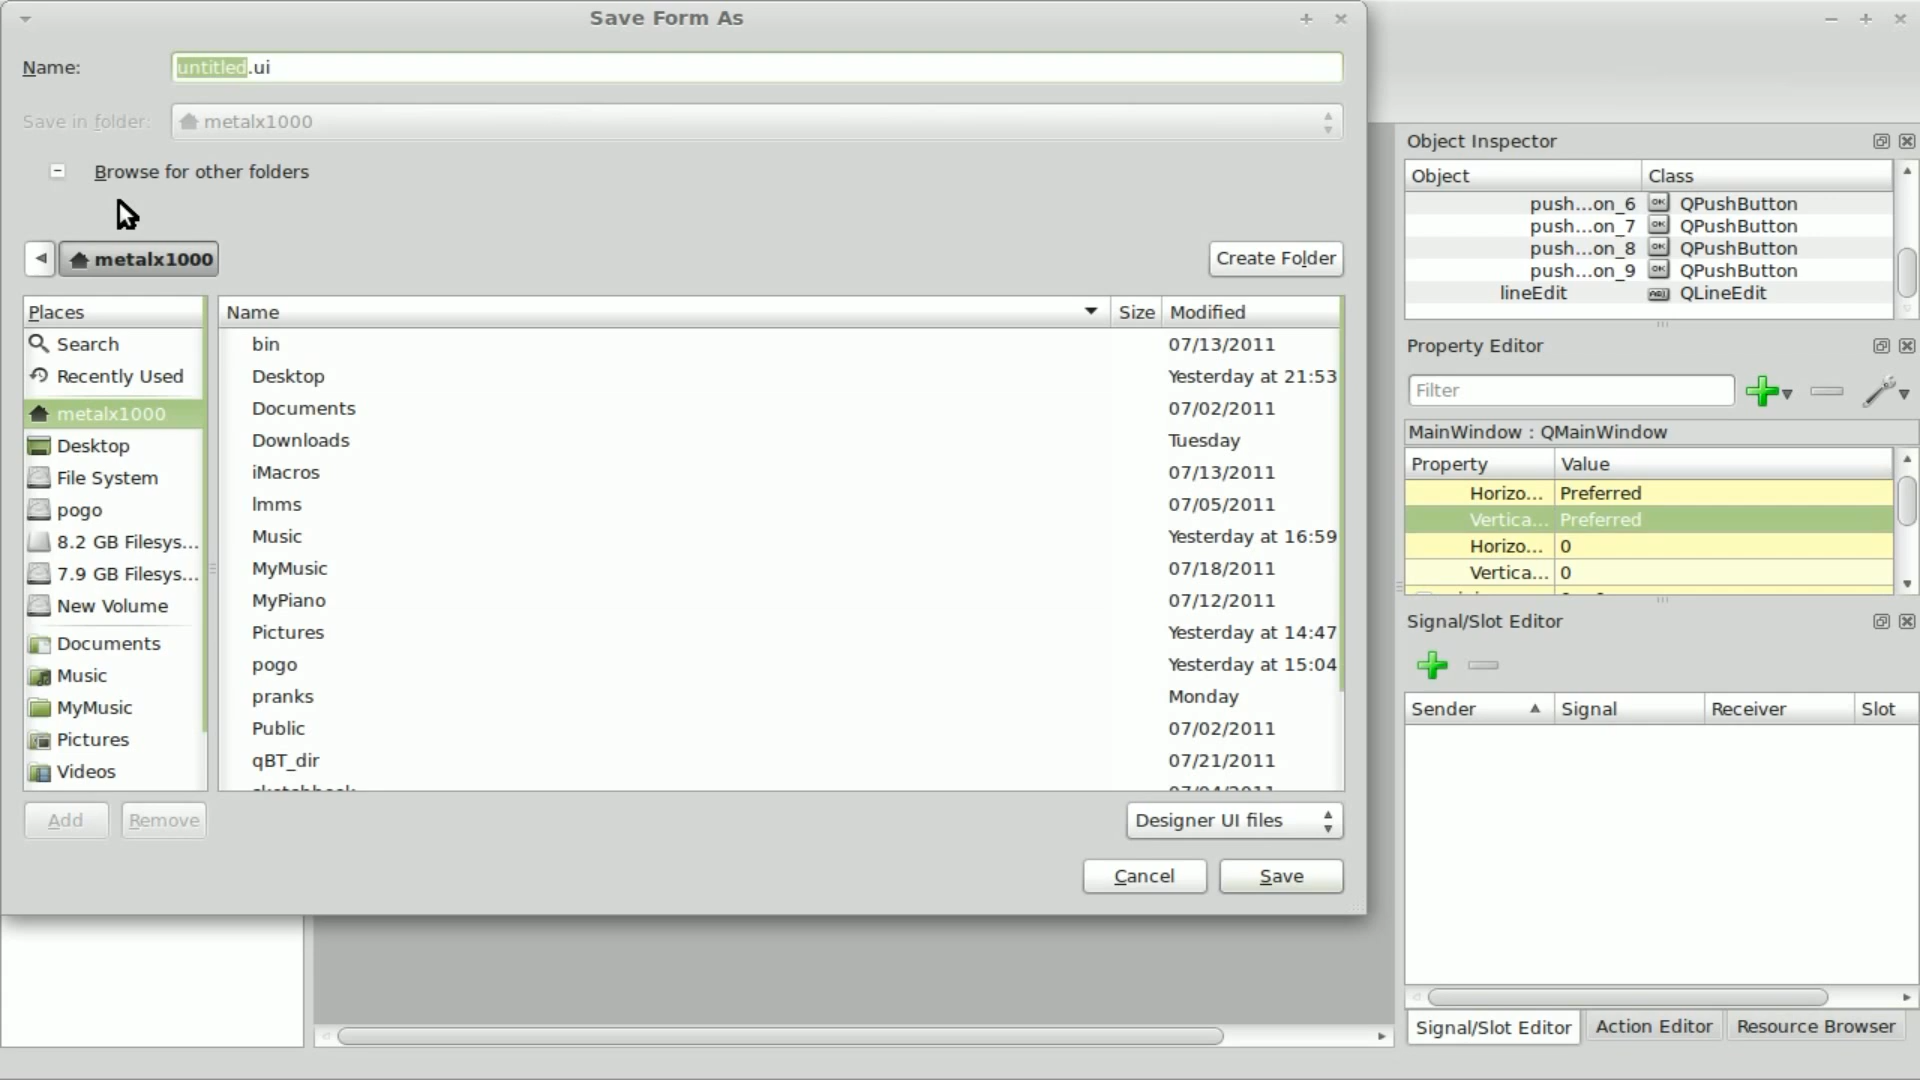 Save Form As
Name:
untitled.ui
Save in folder:
metalx1000
Browse for other folders
metalx1000
Create Folder
Places
Search
Recently Used
metalx1000
Desktop
File System
pogo
8.2 GB Filesys...
7.9 GB Filesys...
New Volume
Documents
Music
MyMusic
Pictures
Videos
Add
Remove
Name Size Modified
bin 07/13/2011
Desktop Yesterday at 21:53
Documents 07/02/2011
Downloads Tuesday
iMacros 07/13/2011
lmms 07/05/2011
Music Yesterday at 16:59
MyMusic 07/18/2011
MyPiano 07/12/2011
Pictures Yesterday at 14:47
pogo Yesterday at 15:04
pranks Monday
Public 07/02/2011
qBT_dir 07/21/2011
Designer UI files
Cancel
Save
Object Inspector
Object Class
push...on_6 QPushButton
push...on_7 QPushButton
push...on_8 QPushButton
push...on_9 QPushButton
lineEdit QLineEdit
Property Editor
Filter
MainWindow : QMainWindow
Property Value
Horizo... Preferred
Vertica... Preferred
Horizo... 0
Vertica... 0
Signal/Slot Editor
Sender Signal Receiver Slot
Signal/Slot Editor
Action Editor
Resource Browser